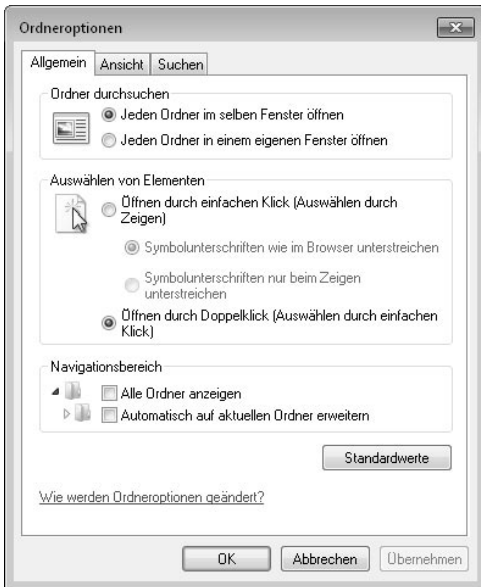 Ordneroptionen
Allgemein Ansicht Suchen
Ordner durchsuchen
Jeden Ordner im selben Fenster öffnen
Jeden Ordner in einem eigenen Fenster öffnen
Auswählen von Elementen
Öffnen durch einfachen Klick (Auswählen durch
Zeigen)
Symbolunterschriften wie im Browser unterstreichen
Symbolunterschriften nur beim Zeigen
unterstreichen
Öffnen durch Doppelklick (Auswählen durch einfachen
Klick)
Navigationsbereich
Alle Ordner anzeigen
Automatisch auf aktuellen Ordner erweitern
Standardwerte
Wie werden Ordneroptionen geändert?
OK Abbrechen Übernehmen